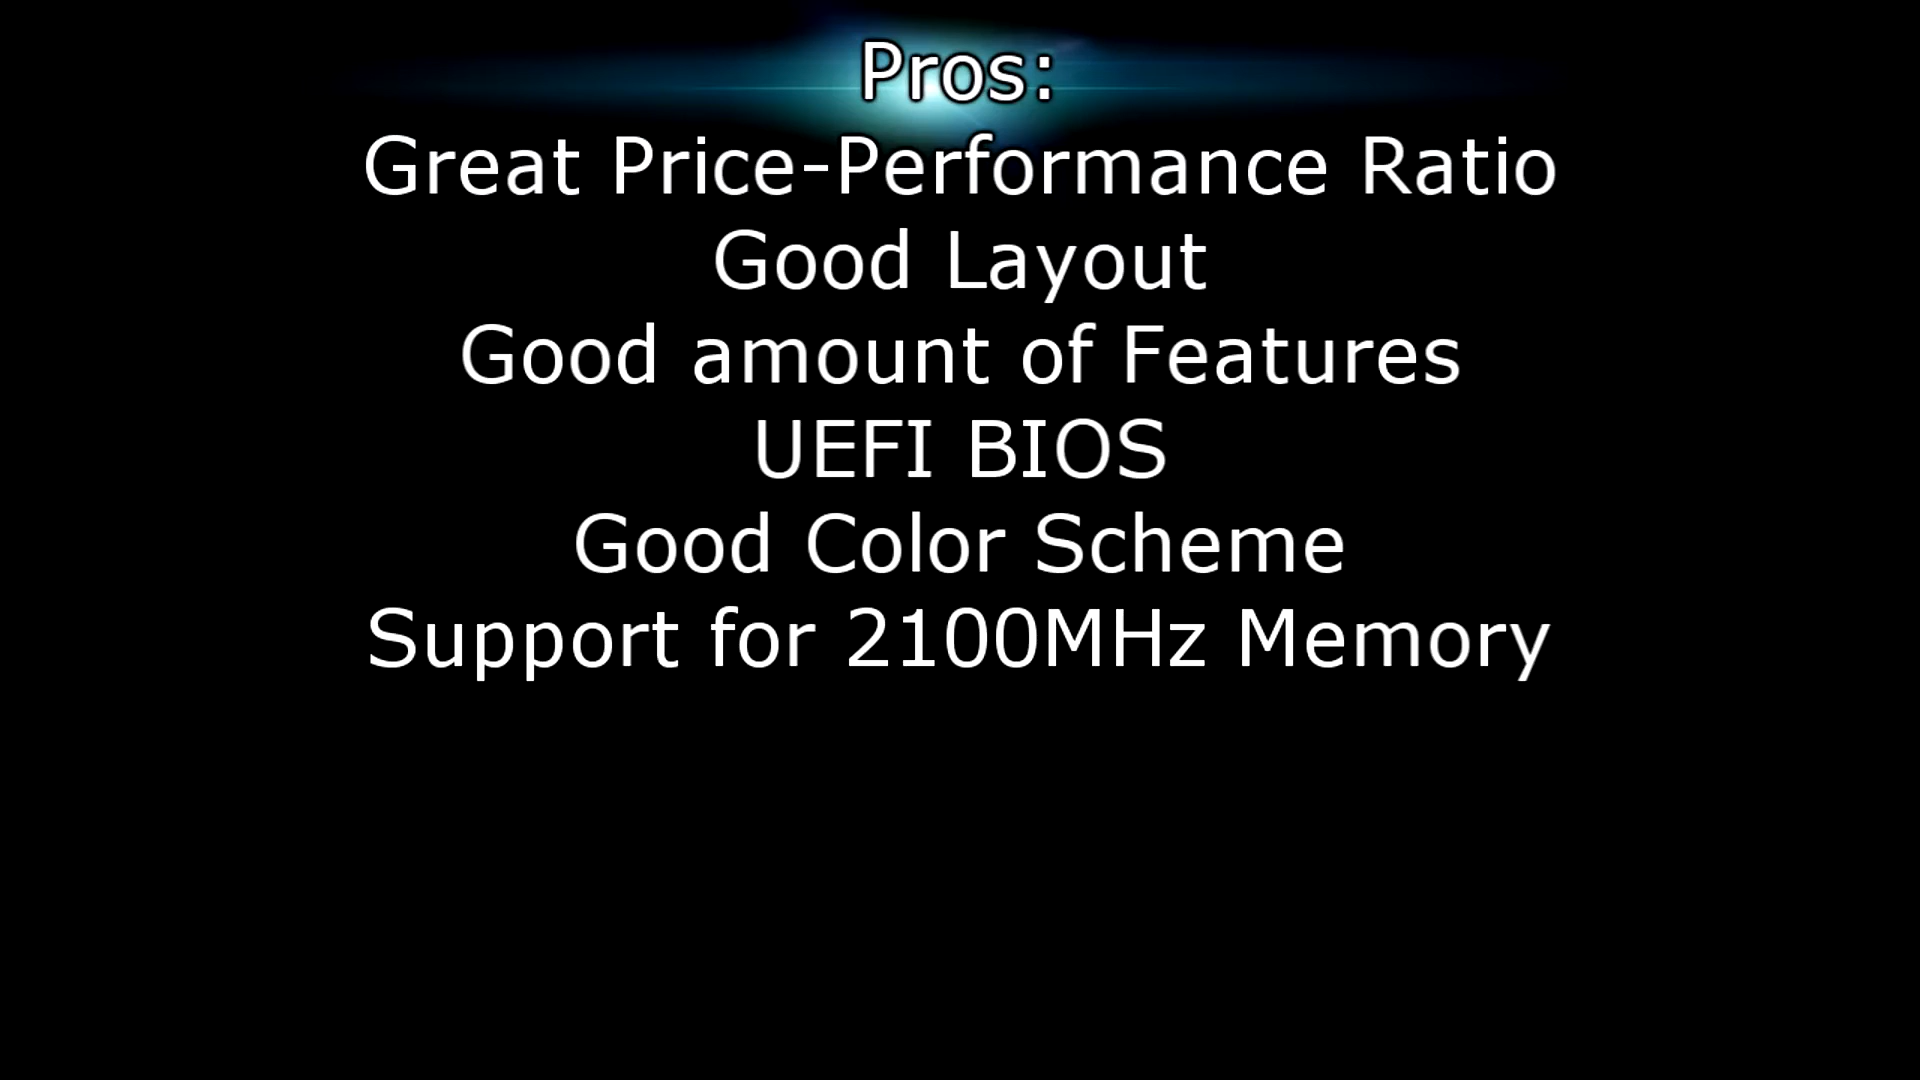 Pros:
Great Price-Performance Ratio
Good Layout
Good amount of Features
UEFI BIOS
Good Color Scheme
Support for 2100MHz Memory